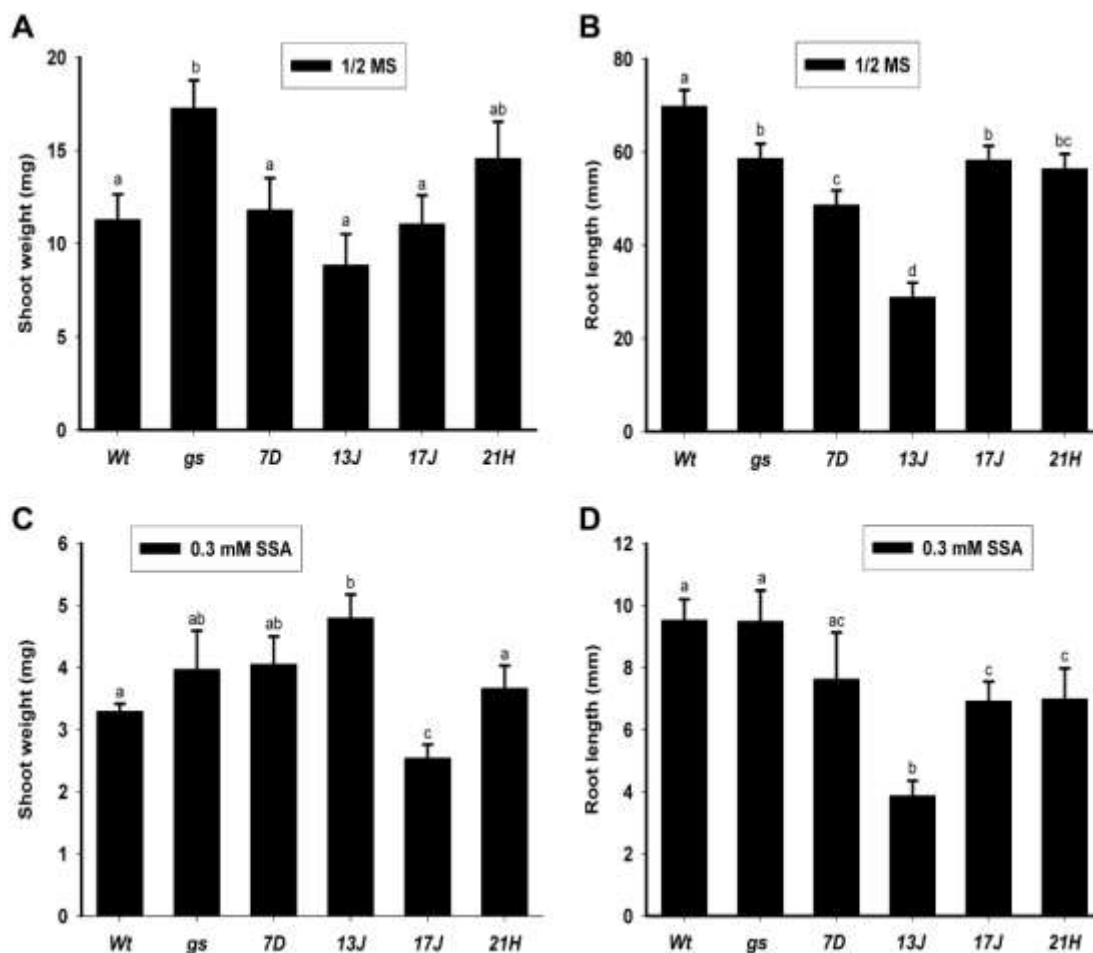 A
1/2 MS
Shoot weight (mg)
20
15
10
5
0
a
b
a
a
a
ab
Wt gs 7D 13J 17J 21H
B
1/2 MS
Root length (mm)
80
60
40
20
0
a
b
c
d
b
bc
Wt gs 7D 13J 17J 21H
C
0.3 mM SSA
Shoot weight (mg)
6
5
4
3
2
1
0
a
ab
ab
b
c
a
Wt gs 7D 13J 17J 21H
D
0.3 mM SSA
Root length (mm)
12
10
8
6
4
2
0
a
a
ac
b
c
c
Wt gs 7D 13J 17J 21H